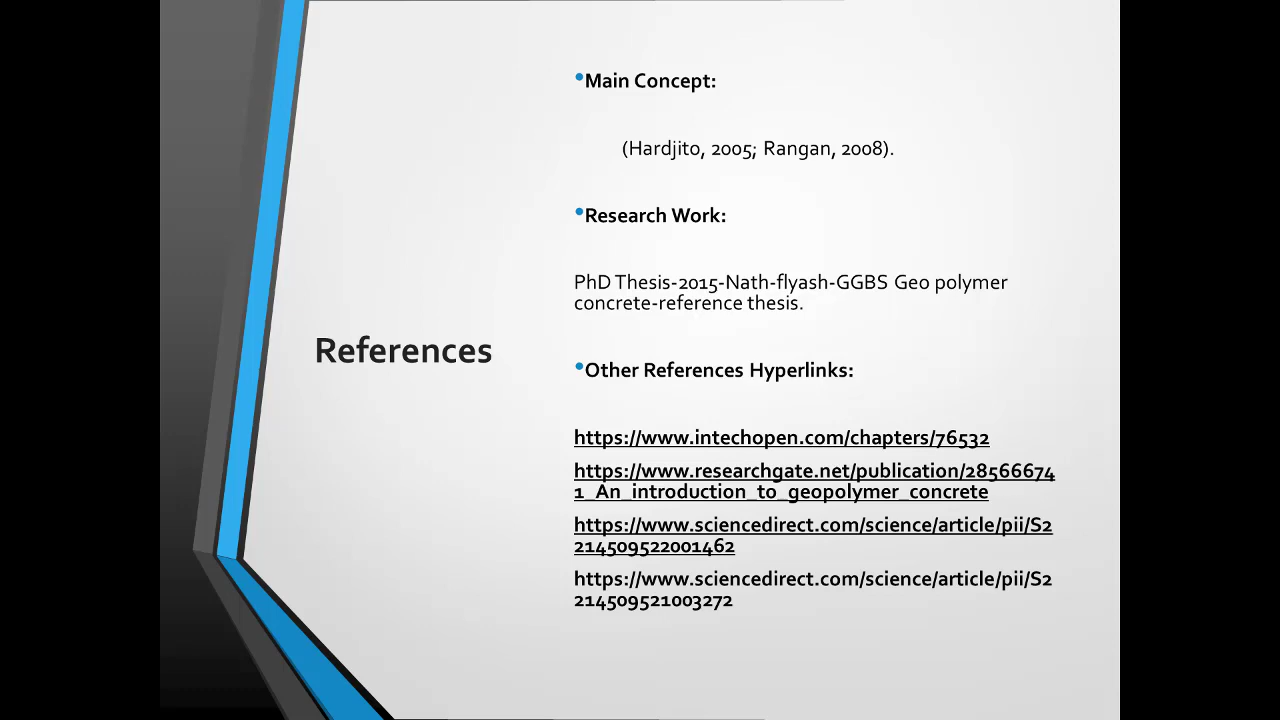 References
•Main Concept:
(Hardjito, 2005; Rangan, 2008).
•Research Work:
PhD Thesis-2015-Nath-flyash-GGBS Geo polymer
concrete-reference thesis.
•Other References Hyperlinks:
https://www.intechopen.com/chapters/76532
https://www.researchgate.net/publication/28566674
1_An_introduction_to_geopolymer_concrete
https://www.sciencedirect.com/science/article/pii/S2
214509522001462
https://www.sciencedirect.com/science/article/pii/S2
214509521003272